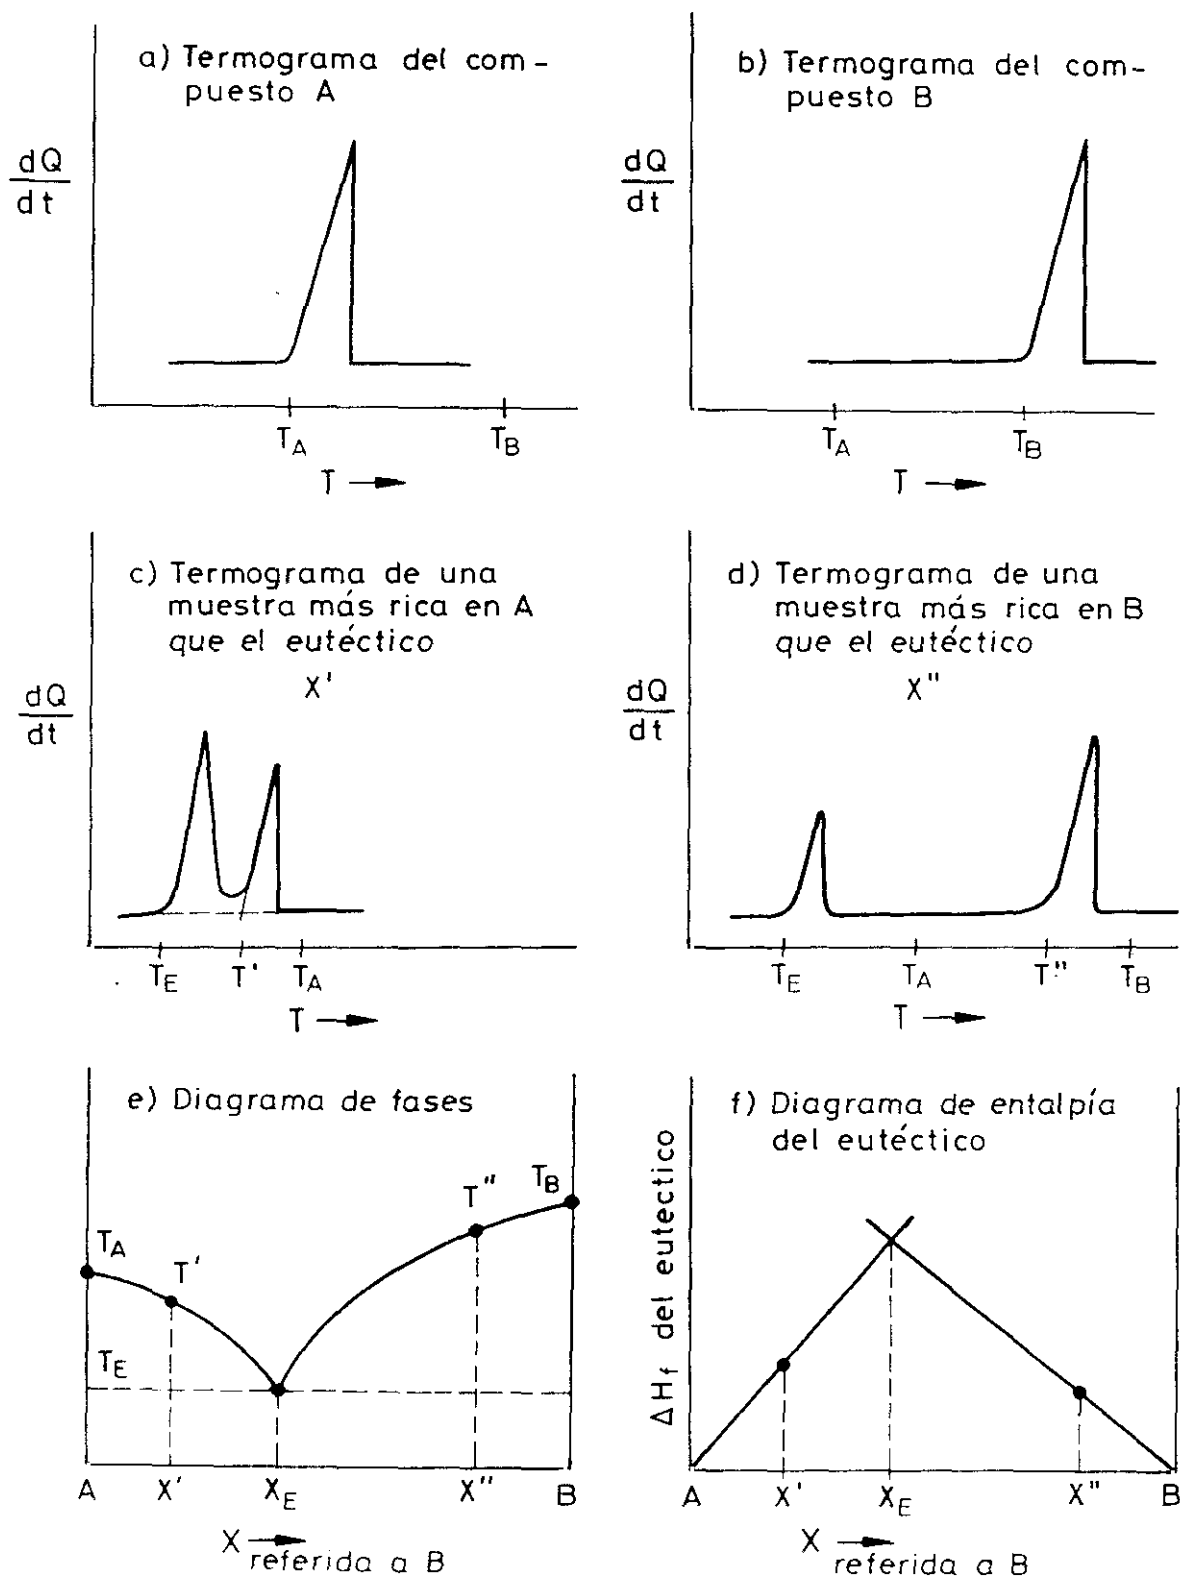 a) Termograma del com-
puesto A
dQ
dt
T_A
T_B
T →
b) Termograma del com-
puesto B
dQ
dt
T_A
T_B
T →
c) Termograma de una
muestra más rica en A
que el eutéctico
X'
dQ
dt
T_E
T'
T_A
T →
d) Termograma de una
muestra más rica en B
que el eutéctico
X"
dQ
dt
T_E
T_A
T"
T_B
T →
e) Diagrama de fases
T_A
T'
T"
T_B
T_E
A
X'
X_E
X"
B
X → referida a B
f) Diagrama de entalpía
del eutéctico
ΔH_f del eutectico
A
X'
X_E
X"
B
X → referida a B